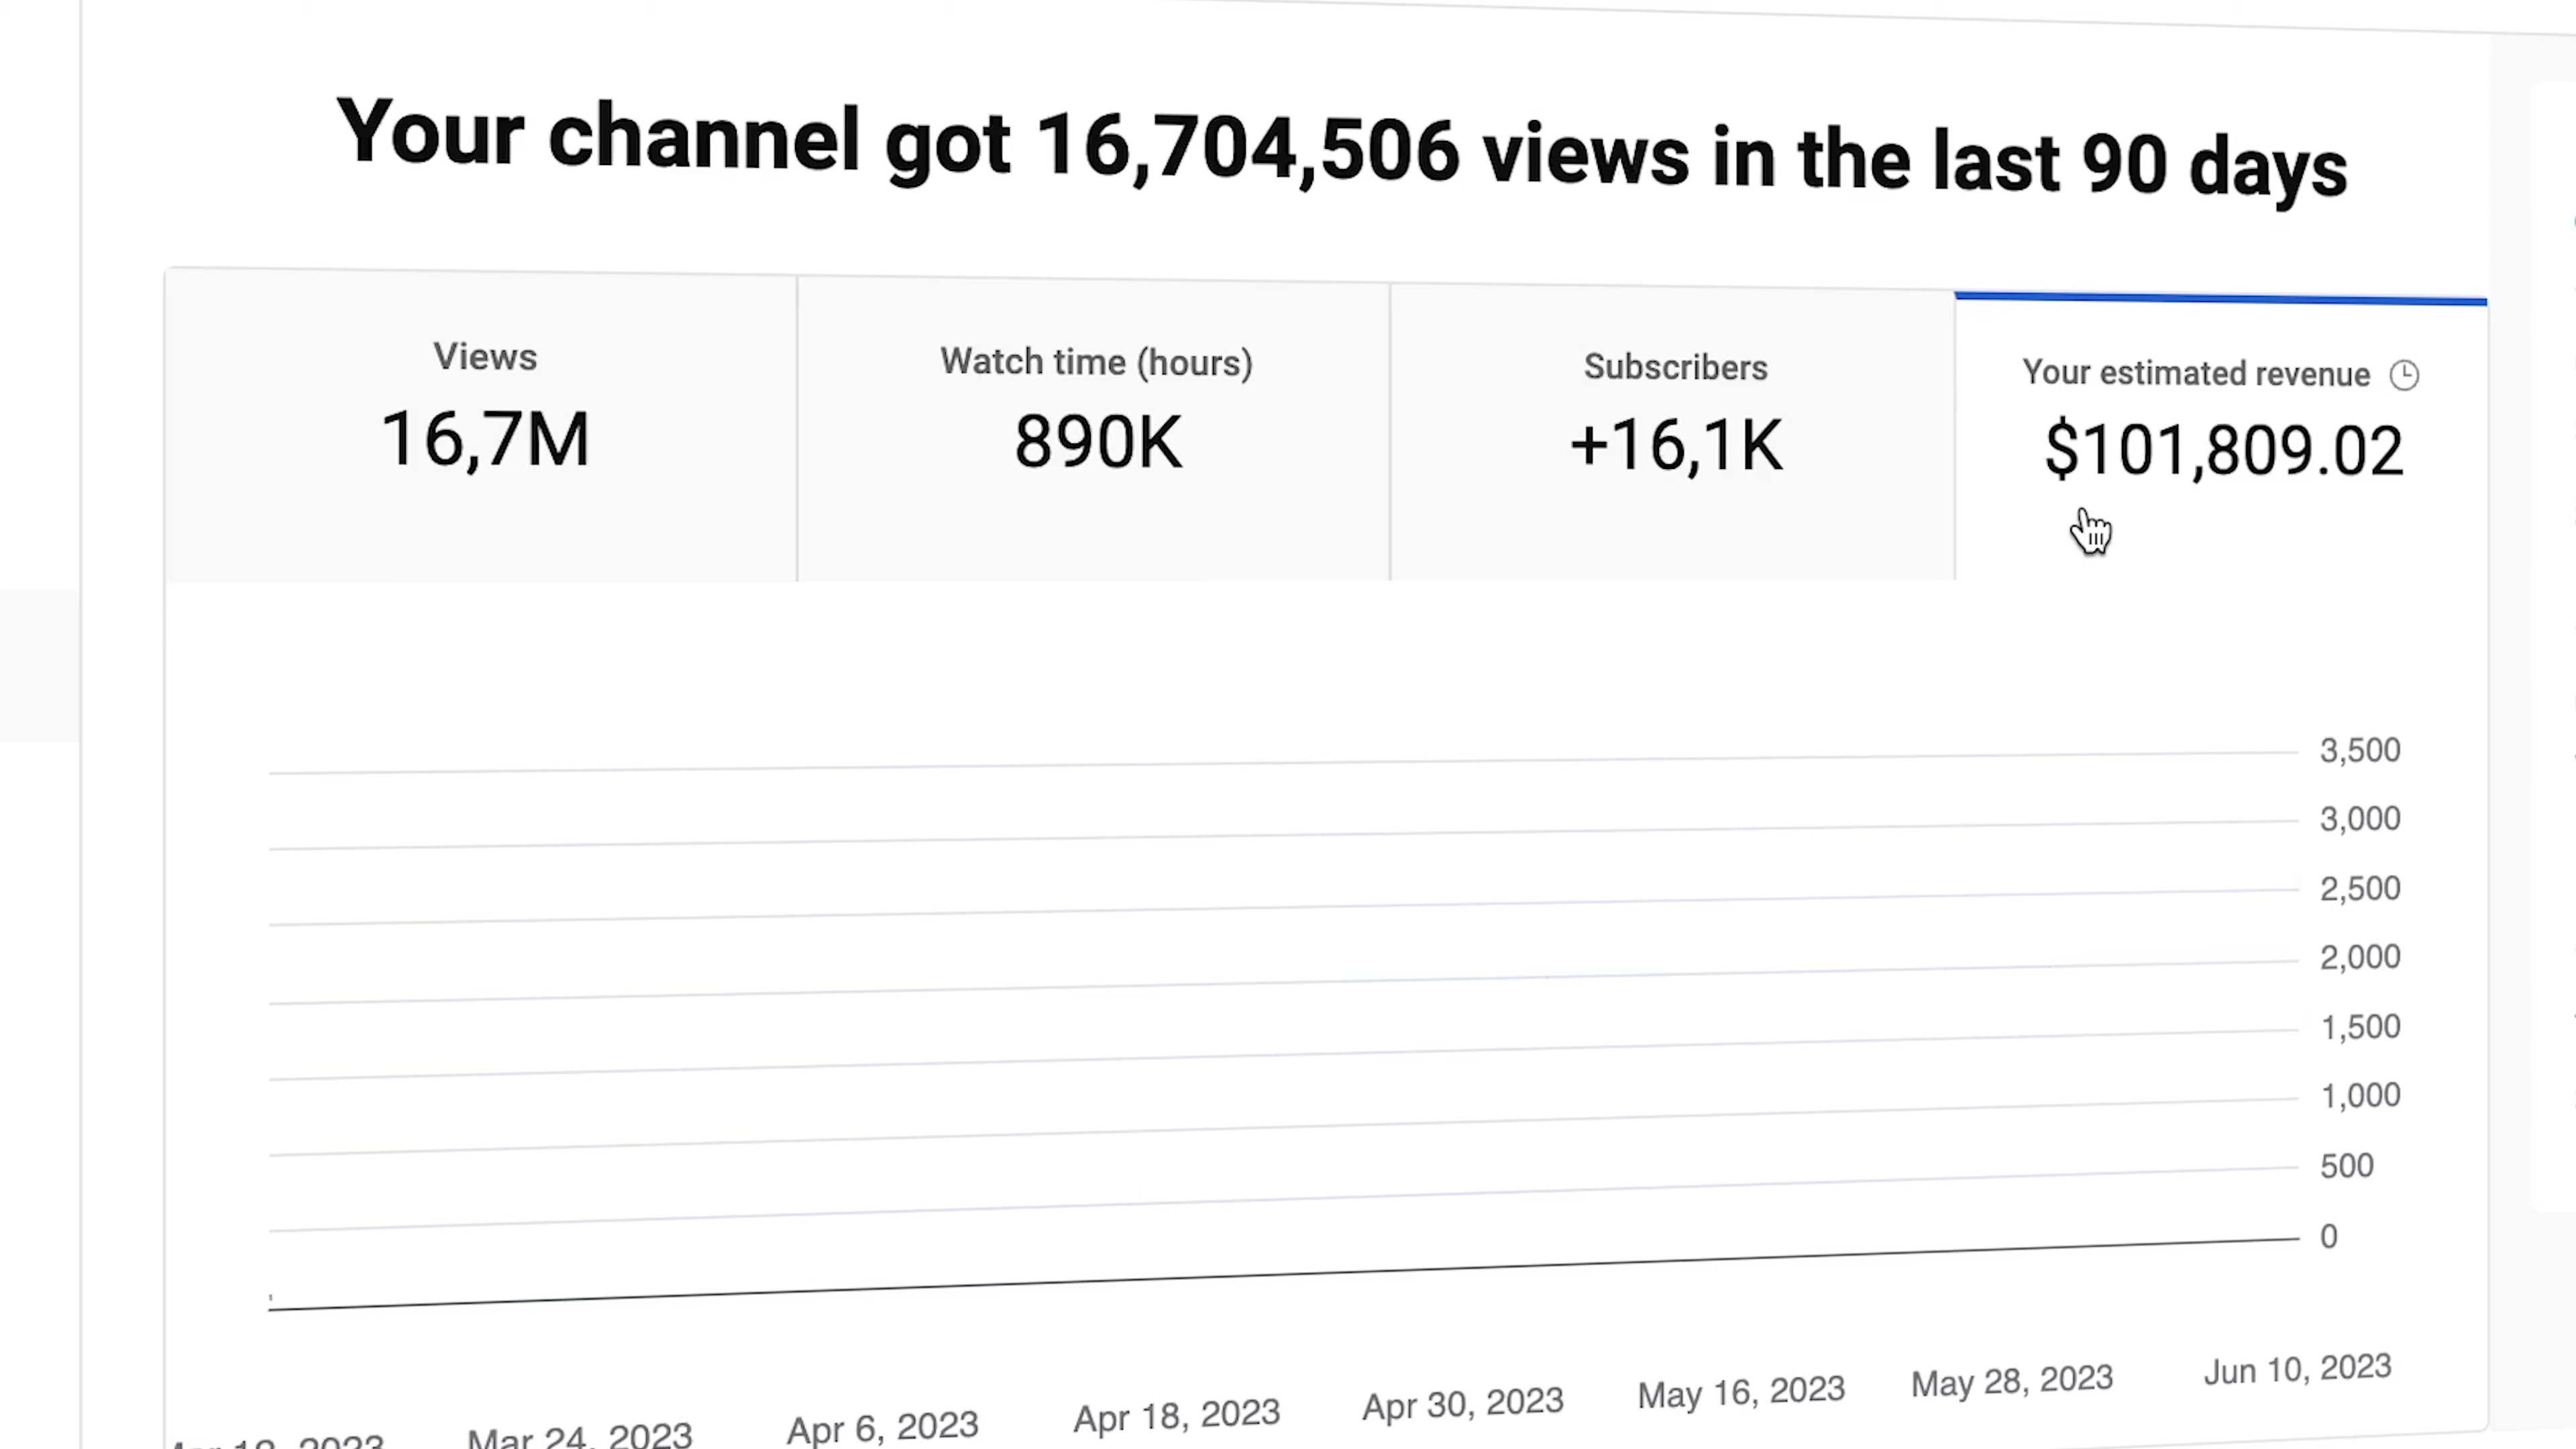 Your channel got 16,704,506 views in the last 90 days
Views
16,7M
Watch time (hours)
890K
Subscribers
+16,1K
Your estimated revenue
$101,809.02
3,500
3,000
2,500
2,000
1,500
1,000
500
0
2023
Mar 24, 2023
Apr 6, 2023
Apr 18, 2023
Apr 30, 2023
May 16, 2023
May 28, 2023
Jun 10, 2023